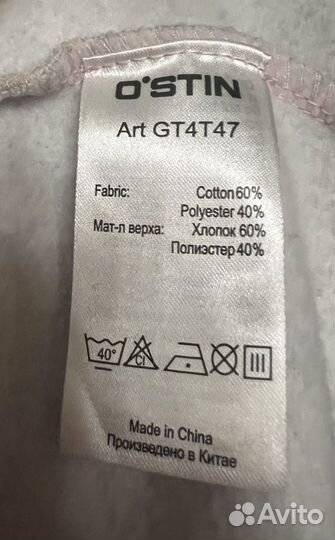 O'STIN
Art GT4T47
Fabric: Cotton 60%
Polyester 40%
Мат-л верха: Хлопок 60%
Полиэстер 40%
40° CL
Made in China
Произведено в Китае
Avito